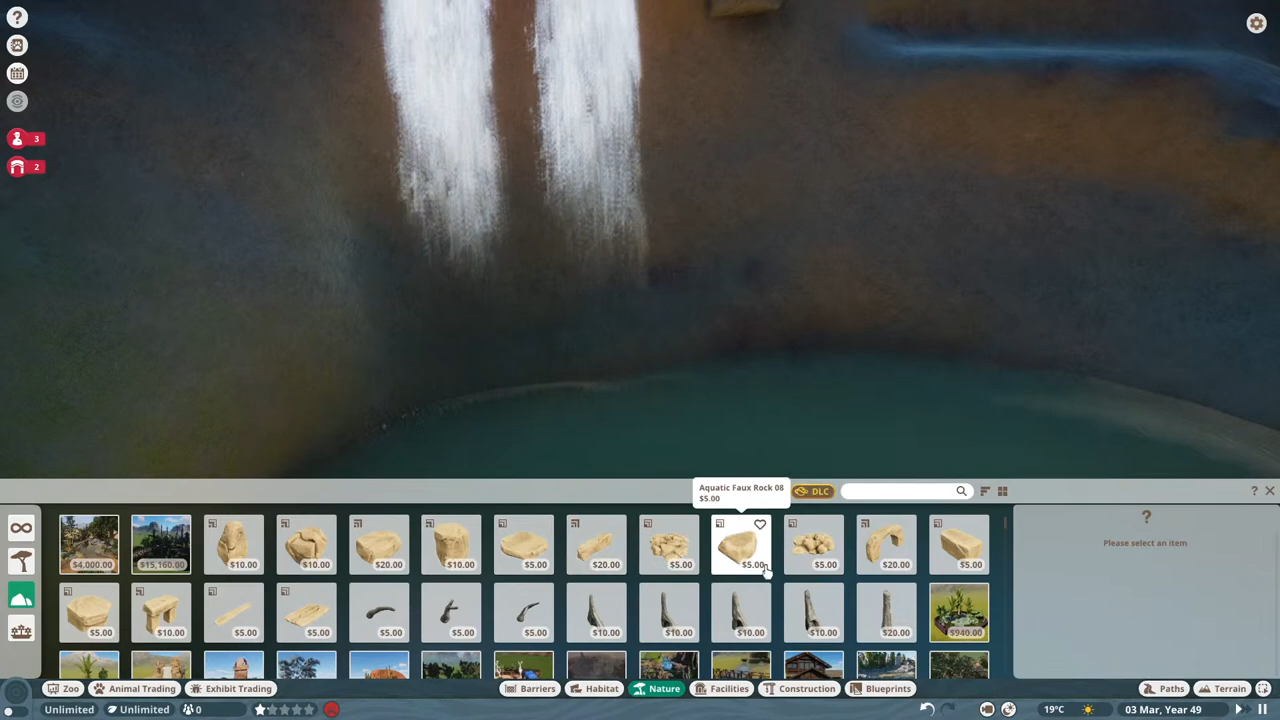 ?
3
2
Aquatic Faux Rock 08
$5.00
DLC
?
$4,000.00
$15,160.00
$10.00
$10.00
$20.00
$10.00
$5.00
$20.00
$5.00
$5.00
$5.00
$20.00
$5.00
?
Please select an item
$5.00
$10.00
$5.00
$5.00
$5.00
$5.00
$5.00
$10.00
$10.00
$10.00
$10.00
$20.00
$940.00
Zoo
Animal Trading
Exhibit Trading
Barriers
Habitat
Nature
Facilities
Construction
Blueprints
Paths
Terrain
Unlimited
Unlimited
0
19°C
03 Mar, Year 49